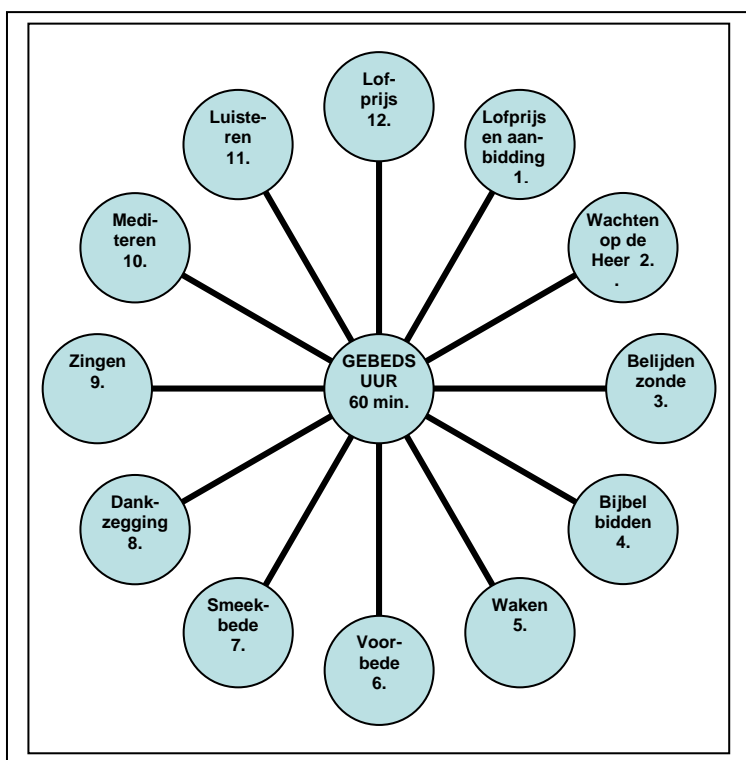 GEBEDS
UUR
60 min.
Lofprijs
en aan-
bidding
1.
Wachten
op de
Heer 2.
.
Belijden
zonde
3.
Bijbel
bidden
4.
Waken
5.
Voor-
bede
6.
Smeek-
bede
7.
Dank-
zegging
8.
Zingen
9.
Medi-
teren
10.
Luiste-
ren
11.
Lof-
prijs
12.